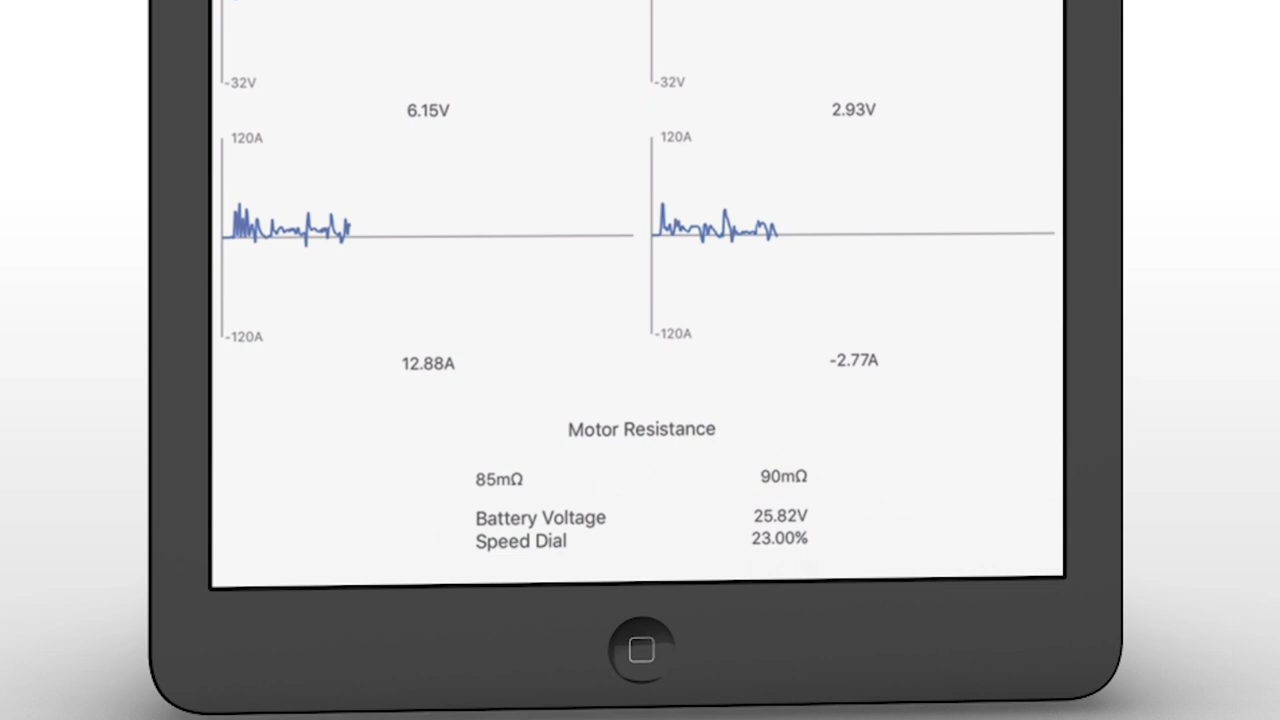 -32V -32V
6.15V 2.93V
120A 120A
-120A -120A
12.88A -2.77A
Motor Resistance
85mΩ 90mΩ
Battery Voltage 25.82V
Speed Dial 23.00%